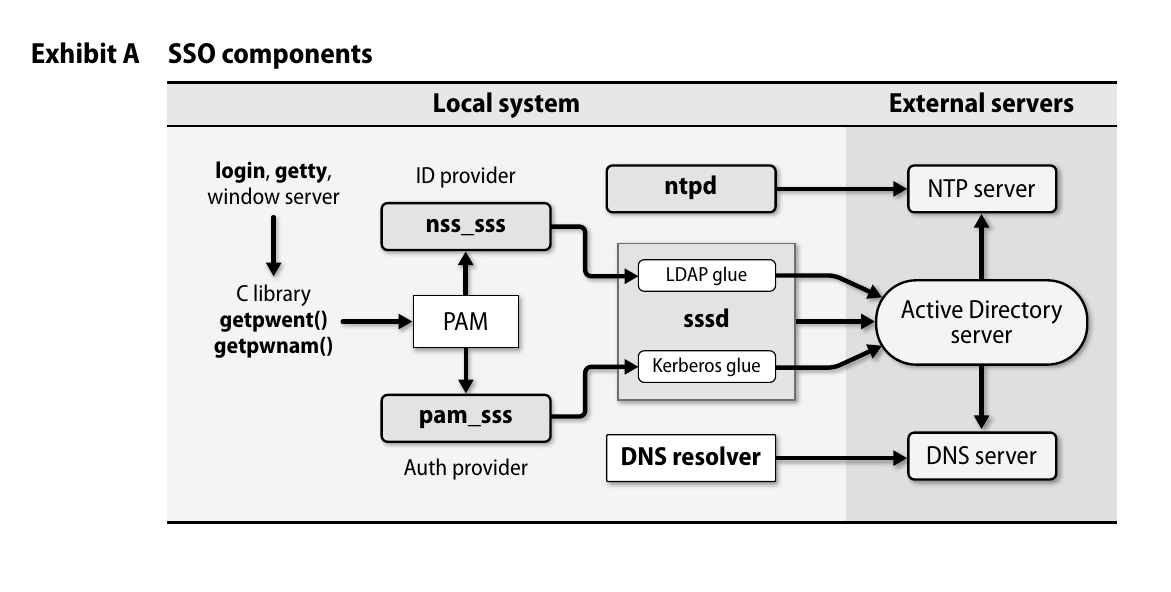 Exhibit A SSO components
Local system
External servers
login, getty,
window server
C library
getpwent()
getpwnam()
ID provider
nss_sss
PAM
pam_sss
Auth provider
ntpd
LDAP glue
sssd
Kerberos glue
DNS resolver
NTP server
Active Directory
server
DNS server